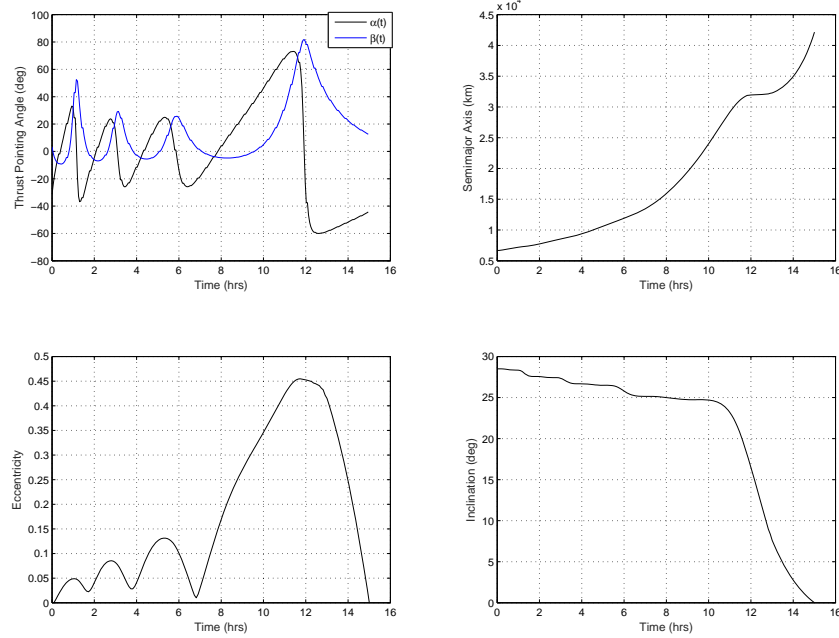 α(t)
β(t)
100
80
60
40
20
0
−20
−40
−60
−80
Thrust Pointing Angle (deg)
0 2 4 6 8 10 12 14 16
Time (hrs)
x 10⁴
4.5
4
3.5
3
2.5
2
1.5
1
0.5
Semimajor Axis (km)
0 2 4 6 8 10 12 14 16
Time (hrs)
0.5
0.45
0.4
0.35
0.3
0.25
0.2
0.15
0.1
0.05
0
Eccentricity
0 2 4 6 8 10 12 14 16
Time (hrs)
30
25
20
15
10
5
0
Inclination (deg)
0 2 4 6 8 10 12 14 16
Time (hrs)